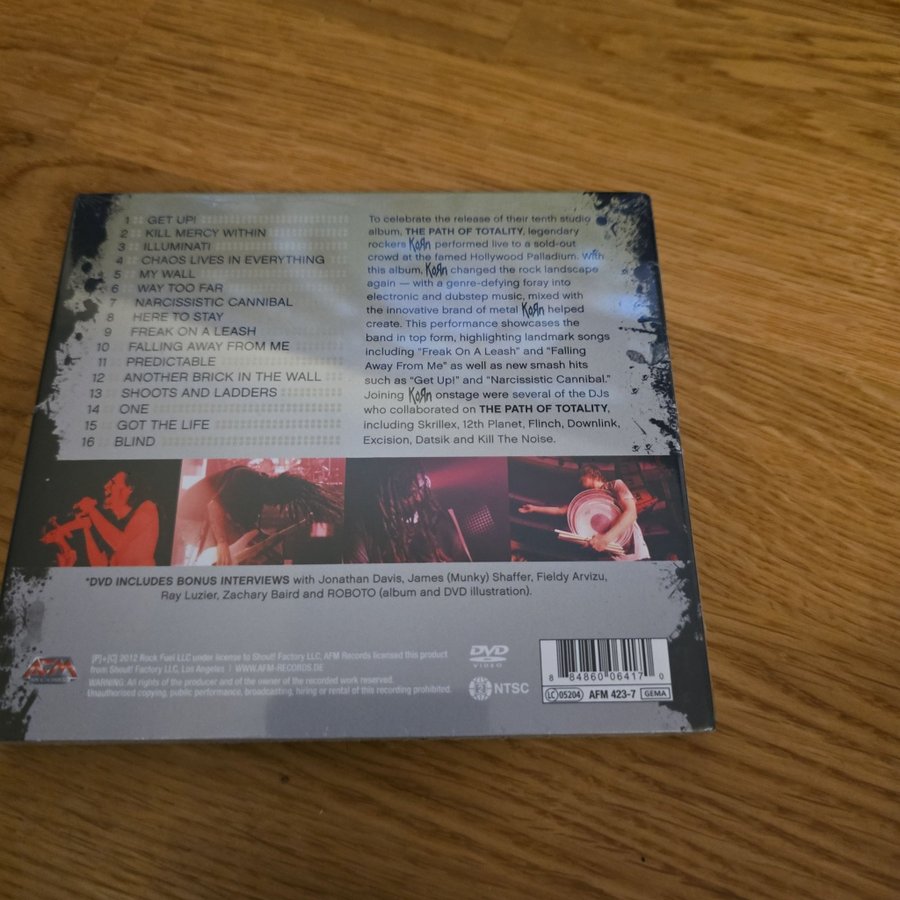 1 GET UP!
2 KILL MERCY WITHIN
3 ILLUMINATI
4 CHAOS LIVES IN EVERYTHING
5 MY WALL
6 WAY TOO FAR
7 NARCISSISTIC CANNIBAL
8 HERE TO STAY
9 FREAK ON A LEASH
10 FALLING AWAY FROM ME
11 PREDICTABLE
12 ANOTHER BRICK IN THE WALL
13 SHOOTS AND LADDERS
14 ONE
15 GOT THE LIFE
16 BLIND
To celebrate the release of their tenth studio
album, THE PATH OF TOTALITY, legendary
rockers KoЯn performed live to a sold-out
crowd at the famed Hollywood Palladium. With
this album, KoЯn changed the rock landscape
again — with a genre-defying foray into
electronic and dubstep music, mixed with
the innovative brand of metal KoЯn helped
create. This performance showcases the
band in top form, highlighting landmark songs
including "Freak On A Leash" and "Falling
Away From Me" as well as new smash hits
such as "Get Up!" and "Narcissistic Cannibal."
Joining KoЯn onstage were several of the DJs
who collaborated on THE PATH OF TOTALITY,
including Skrillex, 12th Planet, Flinch, Downlink,
Excision, Datsik and Kill The Noise.
*DVD INCLUDES BONUS INTERVIEWS with Jonathan Davis, James (Munky) Shaffer, Fieldy Arvizu,
Ray Luzier, Zachary Baird and ROBOTO (album and DVD illustration).
AFM
RECORDS
[P]+[C] 2012 Rock Fuel LLC under license to Shout! Factory LLC, AFM Records licensed this product
from Shout! Factory LLC, Los Angeles | WWW.AFM-RECORDS.DE
WARNING: All rights of the producer and of the owner of the recorded work reserved.
Unauthorised copying, public performance, broadcasting, hiring or rental of this recording prohibited.
DVD
VIDEO
NTSC
8 84860 06417 0
LC 05204 AFM 423-7 GEMA